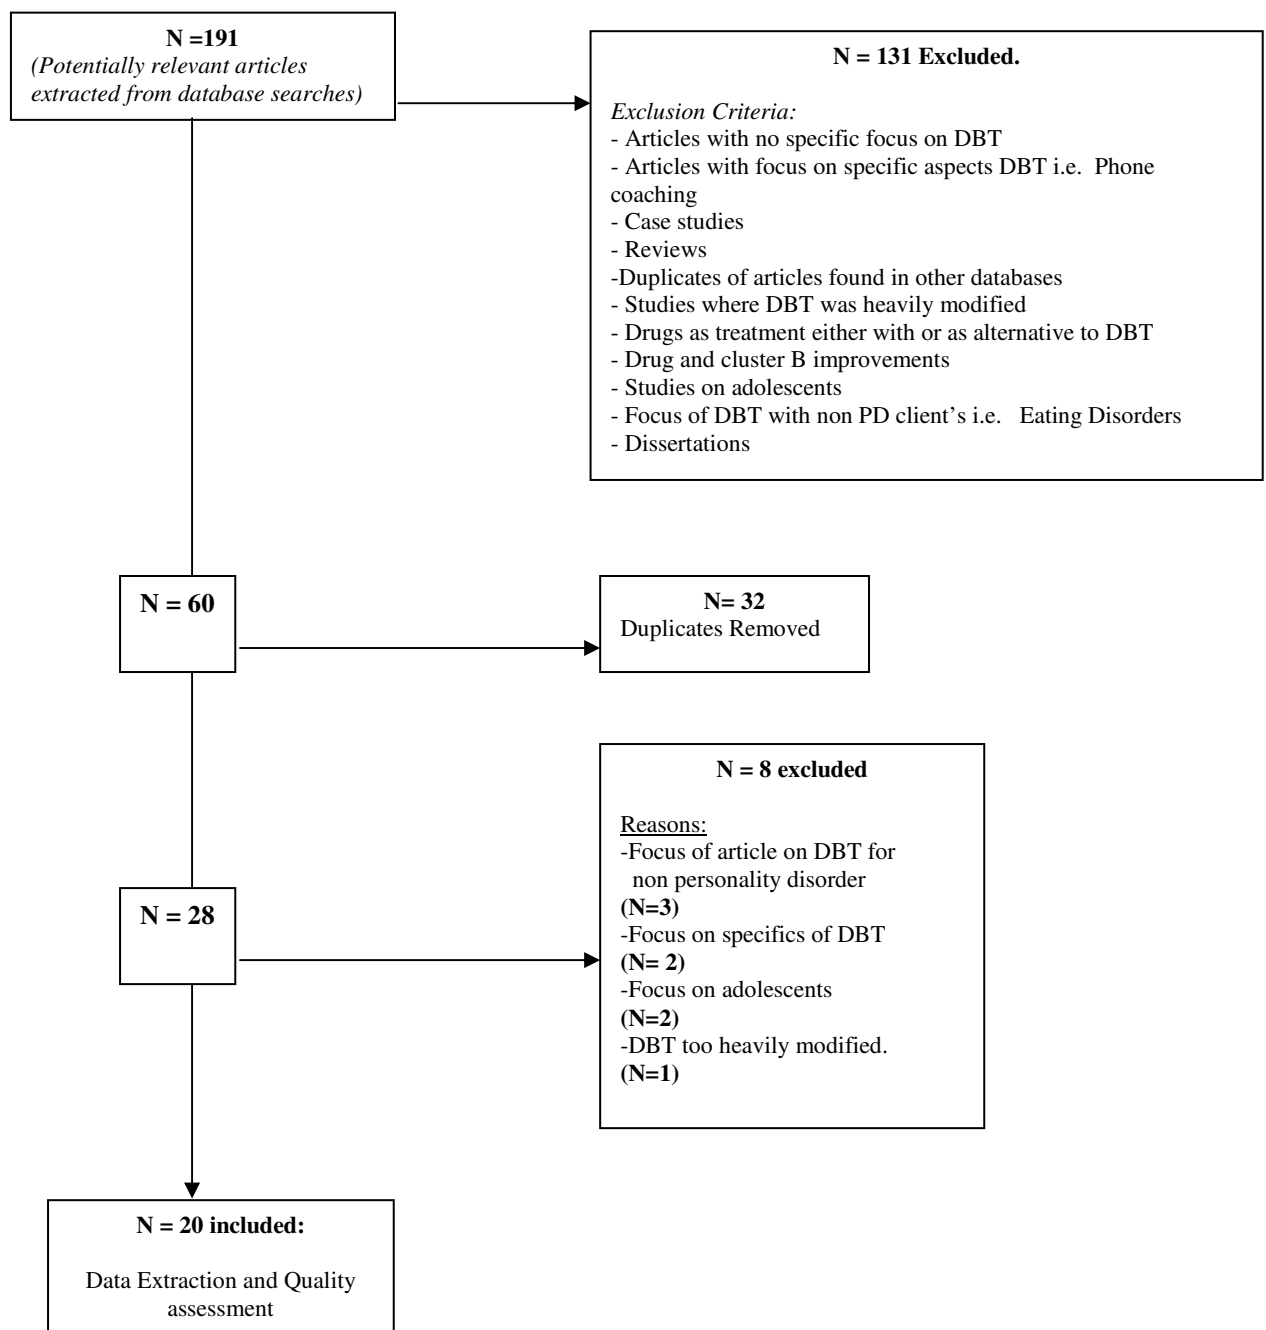 N =191
(Potentially relevant articles
extracted from database searches)
N = 131 Excluded.
Exclusion Criteria:
- Articles with no specific focus on DBT
- Articles with focus on specific aspects DBT i.e. Phone
coaching
- Case studies
- Reviews
-Duplicates of articles found in other databases
- Studies where DBT was heavily modified
- Drugs as treatment either with or as alternative to DBT
- Drug and cluster B improvements
- Studies on adolescents
- Focus of DBT with non PD client's i.e. Eating Disorders
- Dissertations
N = 60
N= 32
Duplicates Removed
N = 28
N = 8 excluded
Reasons:
-Focus of article on DBT for
non personality disorder
(N=3)
-Focus on specifics of DBT
(N= 2)
-Focus on adolescents
(N=2)
-DBT too heavily modified.
(N=1)
N = 20 included:
Data Extraction and Quality
assessment